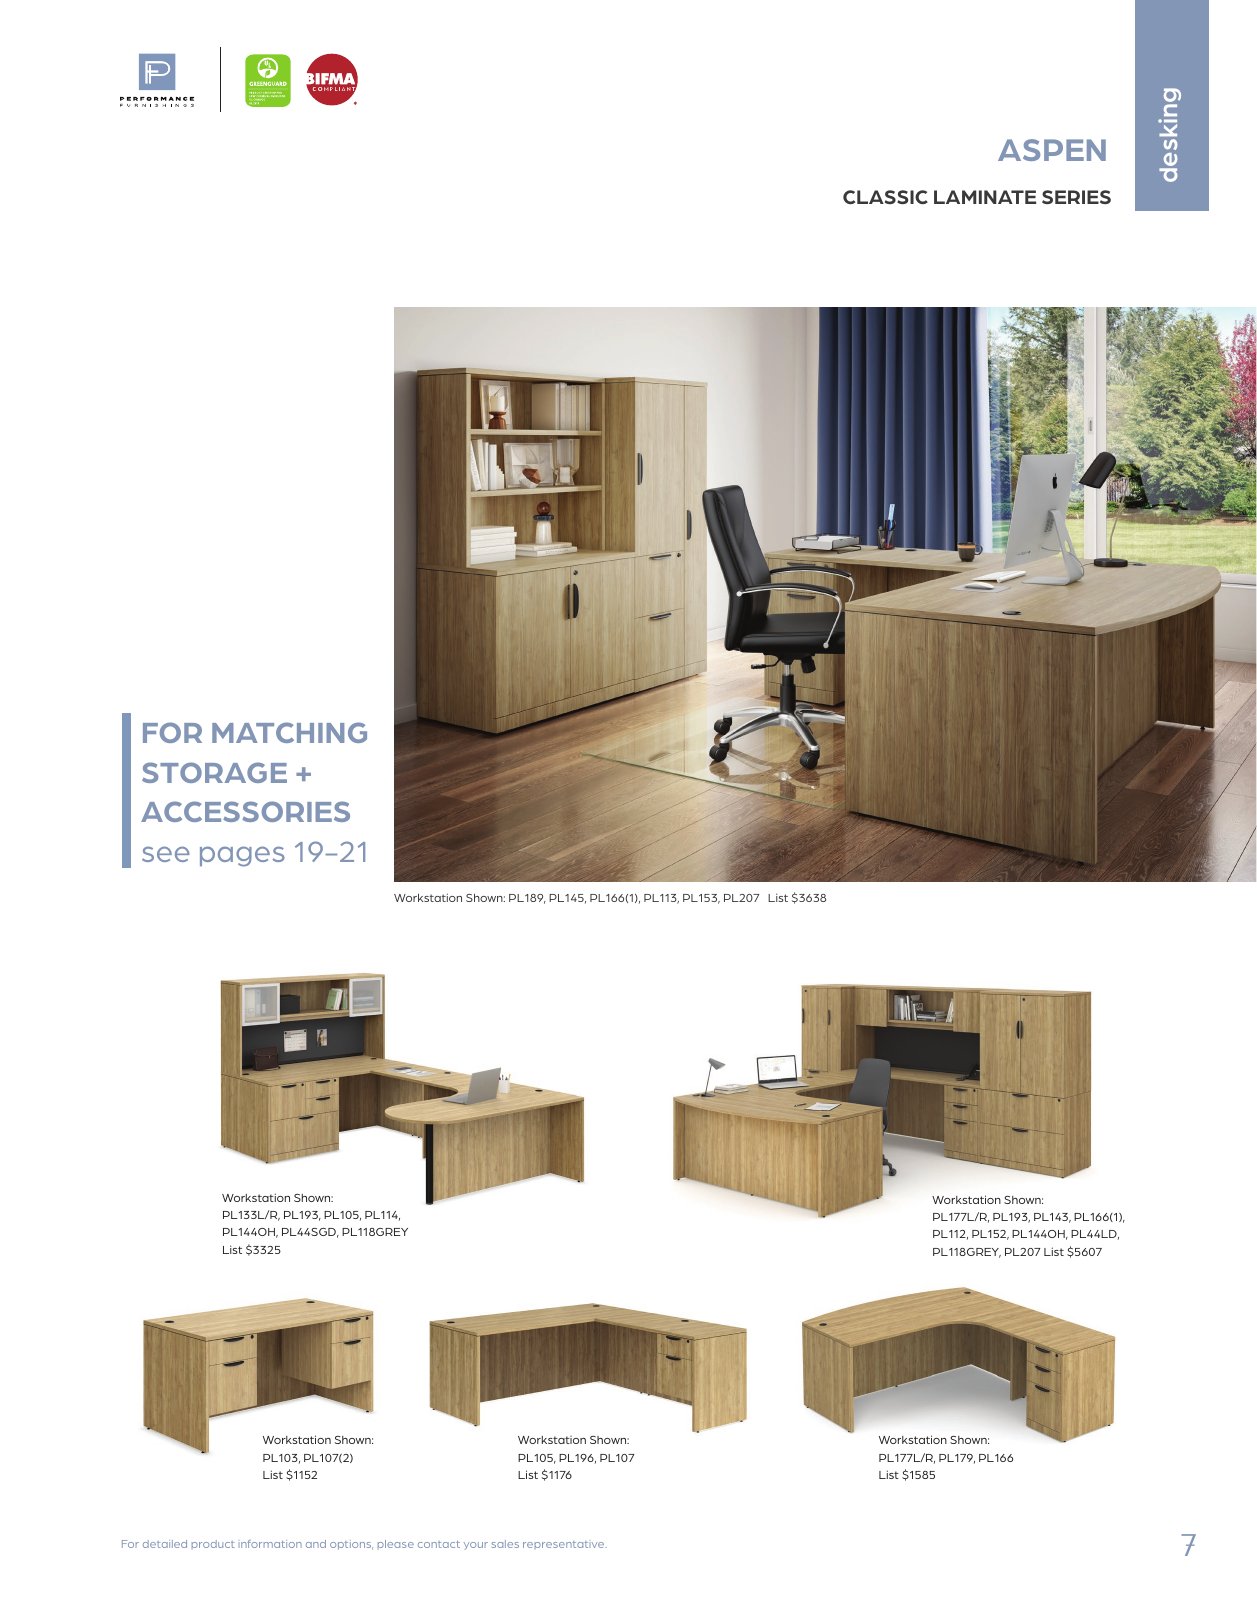 PERFORMANCE
FURNISHINGS
GREENGUARD
BIFMA
COMPLIANT
desking
ASPEN
CLASSIC LAMINATE SERIES
FOR MATCHING
STORAGE +
ACCESSORIES
see pages 19-21
Workstation Shown: PL189, PL145, PL166(1), PL113, PL153, PL207 List $3638
Workstation Shown:
PL133L/R, PL193, PL105, PL114,
PL144OH, PL44SGD, PL118GREY
List $3325
Workstation Shown:
PL177L/R, PL193, PL143, PL166(1),
PL112, PL152, PL144OH, PL44LD,
PL118GREY, PL207 List $5607
Workstation Shown:
PL103, PL107(2)
List $1152
Workstation Shown:
PL105, PL196, PL107
List $1176
Workstation Shown:
PL177L/R, PL179, PL166
List $1585
For detailed product information and options, please contact your sales representative.
7